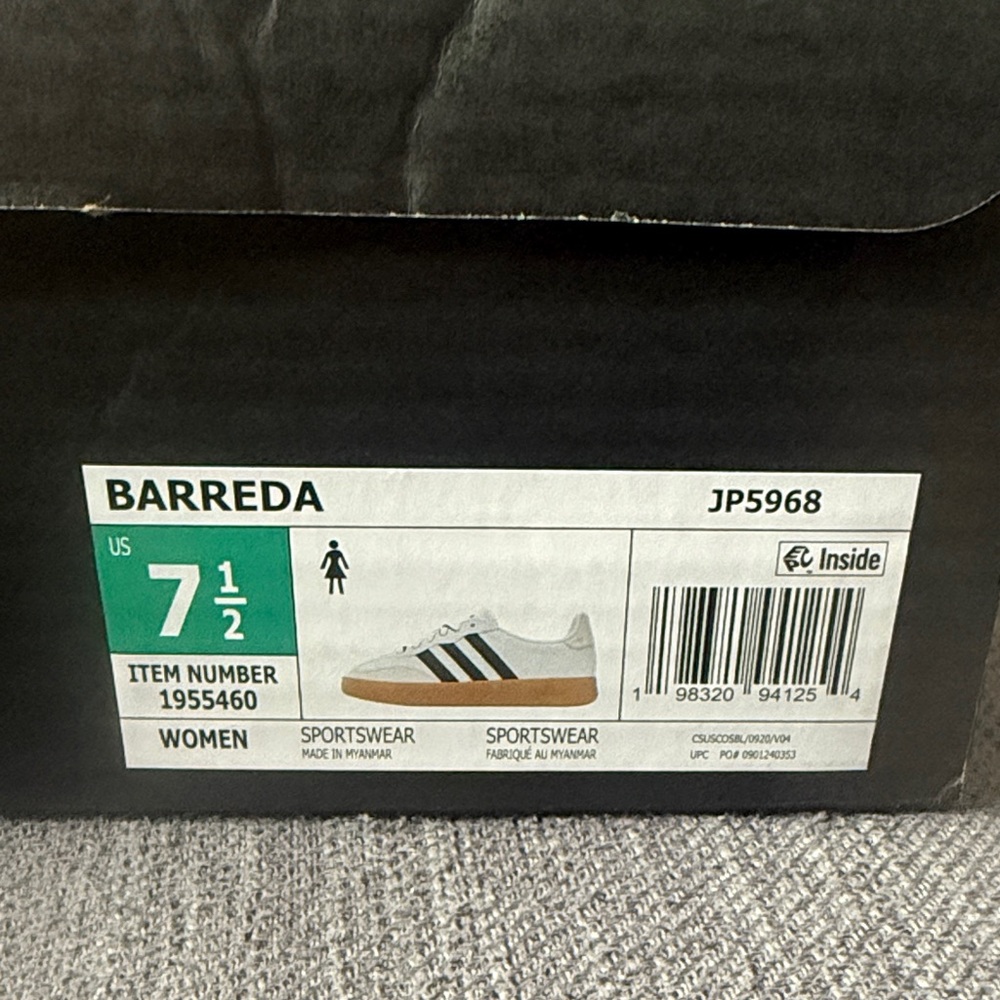 BARREDA JP5968
US
7 1/2
Inside
ITEM NUMBER
1955460
1 98320 94125 4
WOMEN
SPORTSWEAR
MADE IN MYANMAR
SPORTSWEAR
FABRIQUÉ AU MYANMAR
CSUSCOSBL/0920/V04
UPC PO# 0901240353